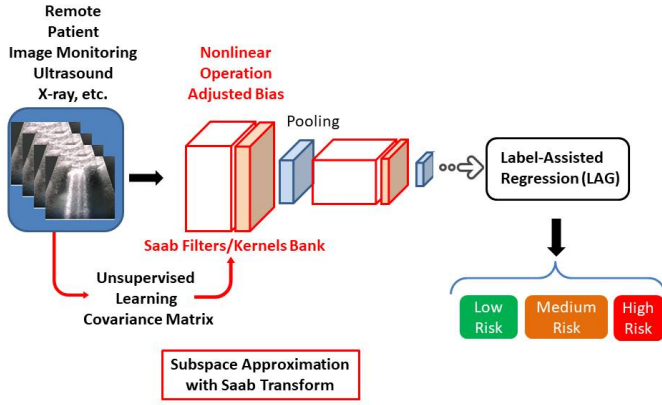 Remote
Patient
Image Monitoring
Ultrasound
X-ray, etc.
Nonlinear
Operation
Adjusted Bias
Pooling
Label-Assisted
Regression (LAG)
Saab Filters/Kernels Bank
Unsupervised
Learning
Covariance Matrix
Low
Risk
Medium
Risk
High
Risk
Subspace Approximation
with Saab Transform